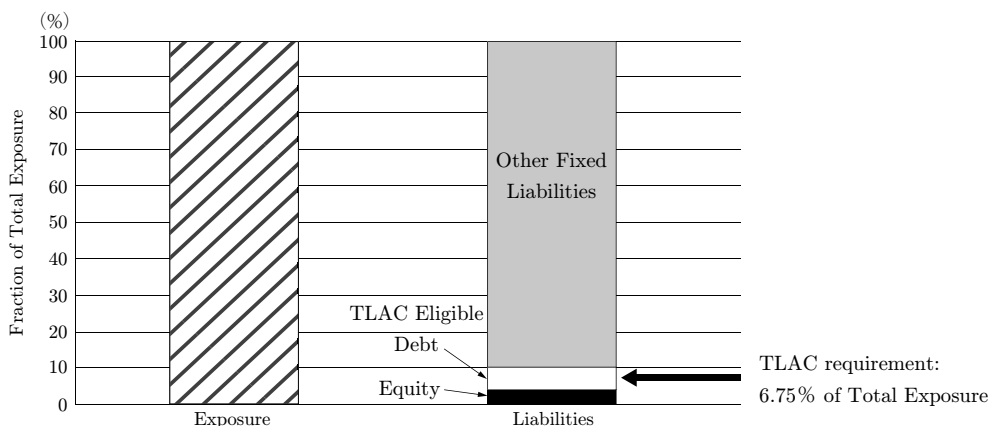 (%)
100
90
80
70
60
50
40
30
20
10
0
Fraction of Total Exposure
Exposure
Liabilities
Other Fixed
Liabilities
TLAC Eligible
Debt
Equity
TLAC requirement:
6.75% of Total Exposure